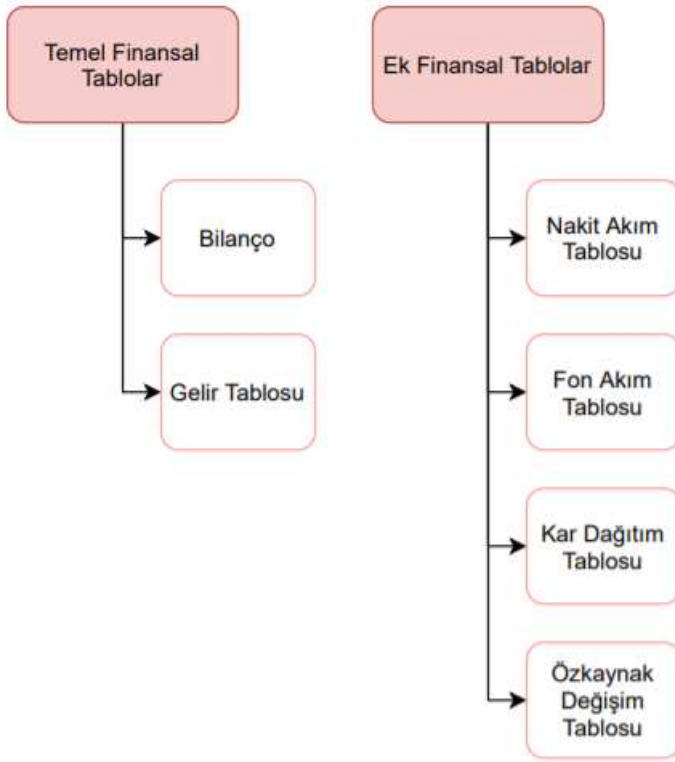 Temel Finansal
Tablolar
Bilanço
Gelir Tablosu
Ek Finansal Tablolar
Nakit Akım
Tablosu
Fon Akım
Tablosu
Kar Dağıtım
Tablosu
Özkaynak
Değişim
Tablosu